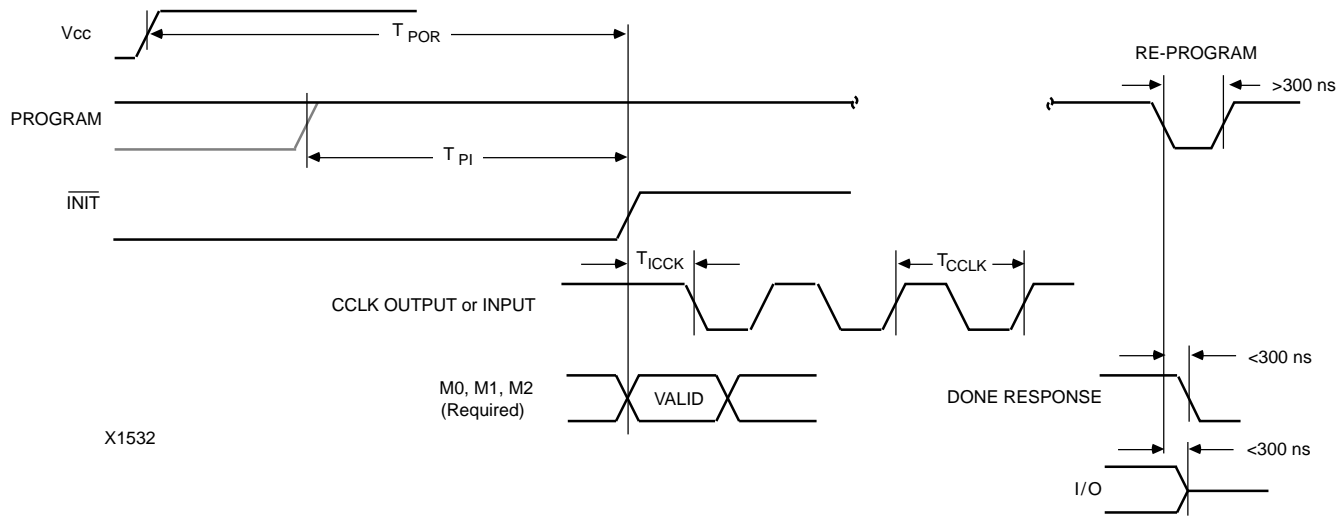 Vcc
T POR
RE-PROGRAM
>300 ns
PROGRAM
T PI
INIT
T ICCK
T CCLK
CCLK OUTPUT or INPUT
<300 ns
M0, M1, M2
(Required)
VALID
DONE RESPONSE
X1532
<300 ns
I/O